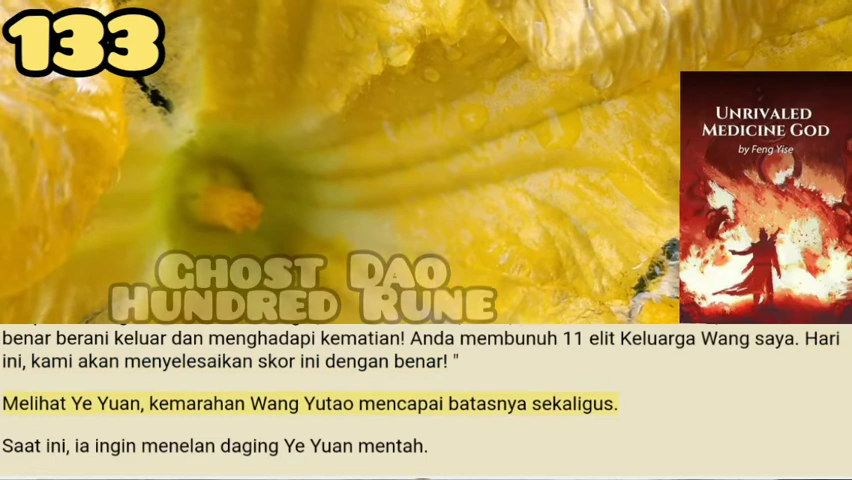 133
UNRIVALED
MEDICINE GOD
by Feng Yise
GHOST DAO
HUNDRED RUNE
benar berani keluar dan menghadapi kematian! Anda membunuh 11 elit Keluarga Wang saya. Hari
ini, kami akan menyelesaikan skor ini dengan benar! "
Melihat Ye Yuan, kemarahan Wang Yutao mencapai batasnya sekaligus.
Saat ini, ia ingin menelan daging Ye Yuan mentah.